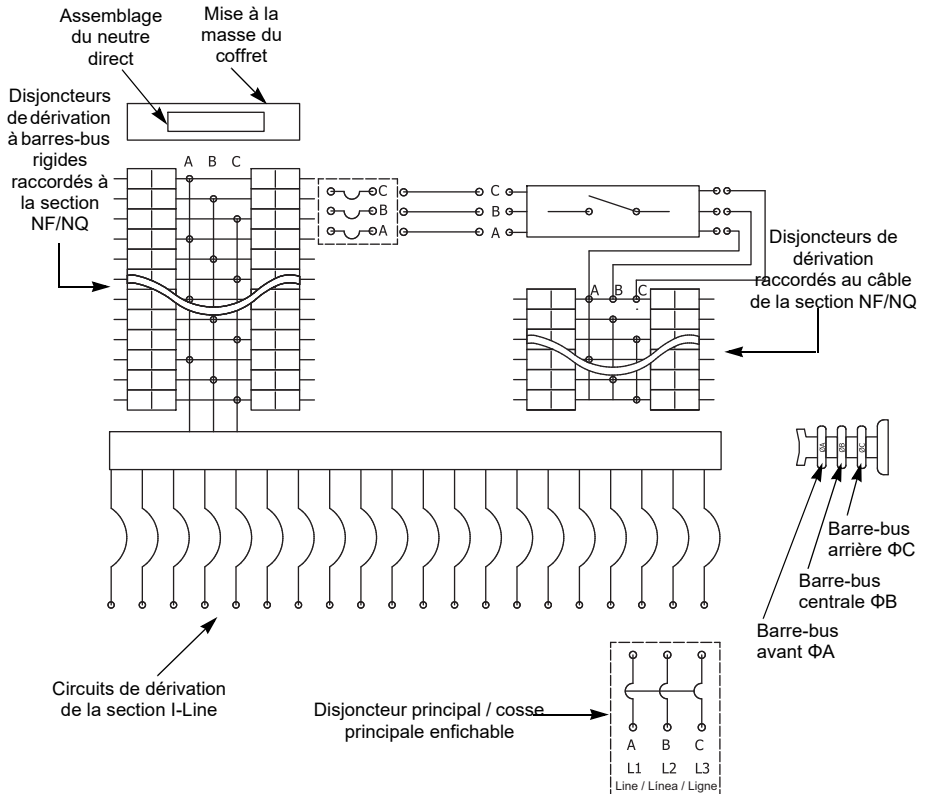 Assemblage
du neutre
direct
Mise à la
masse du
coffret
Disjoncteurs
de dérivation
à barres-bus
rigides
raccordés à
la section
NF/NQ
A B C
C C
B B
A A
Disjoncteurs de
dérivation
raccordés au câble
de la section NF/NQ
A B C
ΦA ΦB ΦC
Barre-bus
arrière ΦC
Barre-bus
centrale ΦB
Barre-bus
avant ΦA
Circuits de dérivation
de la section I-Line
Disjoncteur principal / cosse
principale enfichable
A B C
L1 L2 L3
Line / Linea / Ligne